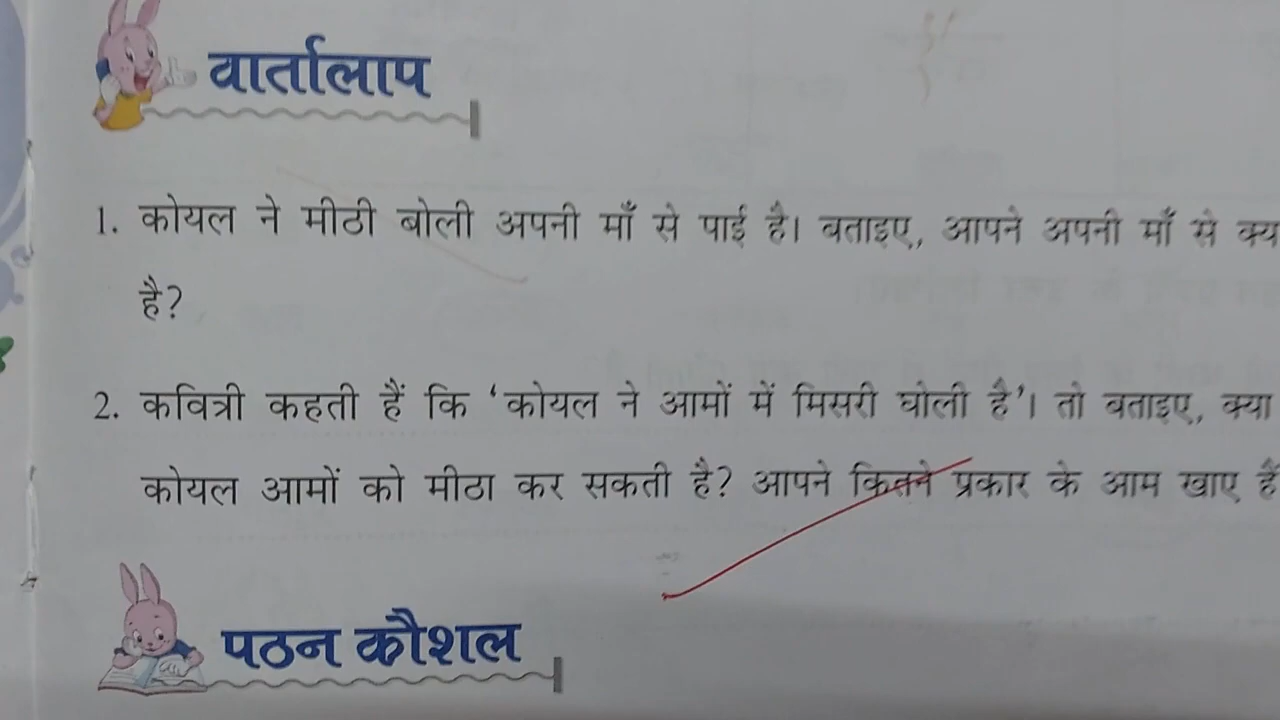 वार्तालाप
1. कोयल ने मीठी बोली अपनी माँ से पाई है। बताइए, आपने अपनी माँ से
है?
2. कवित्री कहती हैं कि ‘कोयल ने आमों में मिसरी घोली है’। तो बताइए, क्या
कोयल आमों को मीठा कर सकती है? आपने कितने प्रकार के आम खाए हैं
पठन कौशल